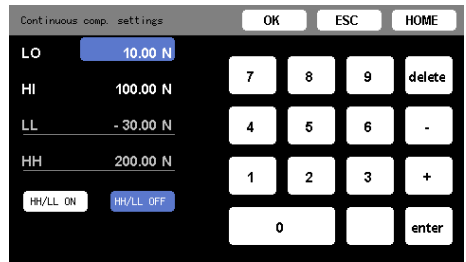 Continuous comp. settings OK ESC HOME
LO 10.00 N
HI 100.00 N
LL - 30.00 N
HH 200.00 N
HH/LL ON HH/LL OFF
7 8 9 delete
4 5 6 -
1 2 3 +
0 enter